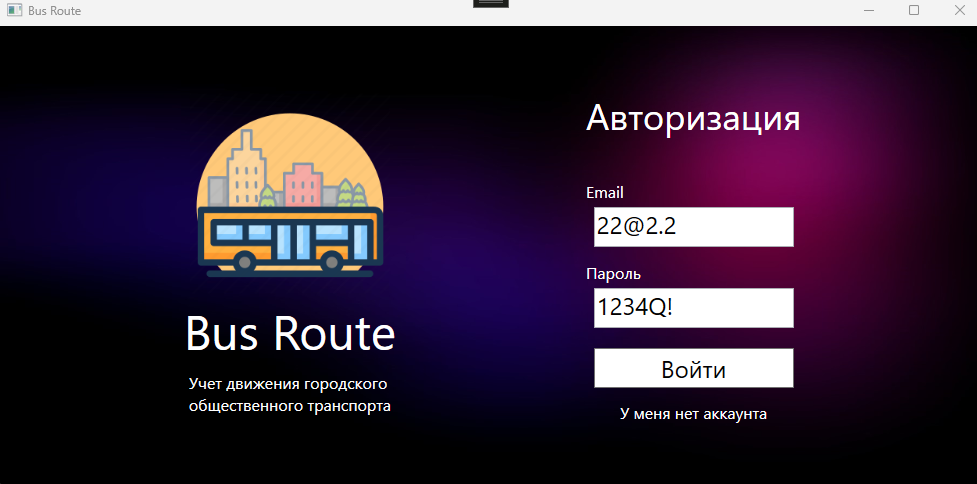 Bus Route
Авторизация
Email
22@2.2
Пароль
1234Q!
Войти
У меня нет аккаунта
Bus Route
Учет движения городского
общественного транспорта